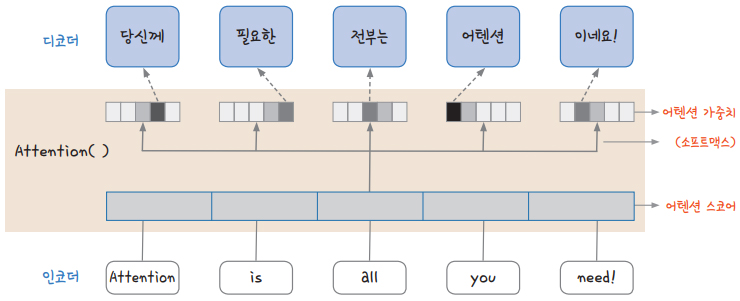 디코더
당신께
필요한
전부는
어텐션
이네요!
어텐션 가중치
(소프트맥스)
Attention( )
어텐션 스코어
인코더
Attention
is
all
you
need!